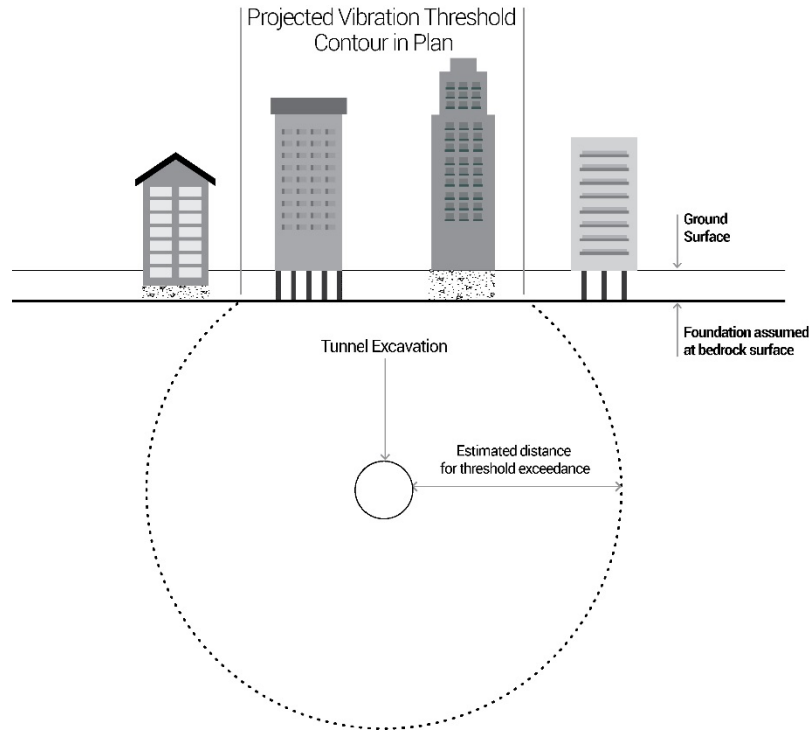 Projected Vibration Threshold
Contour in Plan
Ground
Surface
Foundation assumed
at bedrock surface
Tunnel Excavation
Estimated distance
for threshold exceedance